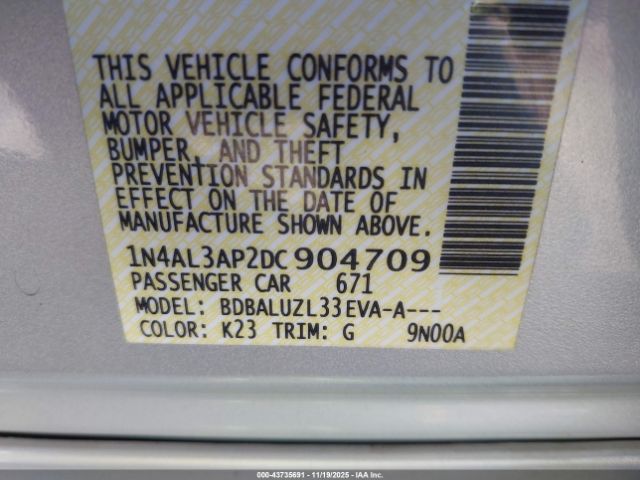 THIS VEHICLE CONFORMS TO
ALL APPLICABLE FEDERAL
MOTOR VEHICLE SAFETY,
BUMPER, AND THEFT
PREVENTION STANDARDS IN
EFFECT ON THE DATE OF
MANUFACTURE SHOWN ABOVE.
1N4AL3AP2DC904709
PASSENGER CAR 671
MODEL: BDBALUZL33EVA-A---
COLOR: K23 TRIM: G 9N00A
000-43735691 - 11/19/2025 - IAA Inc.